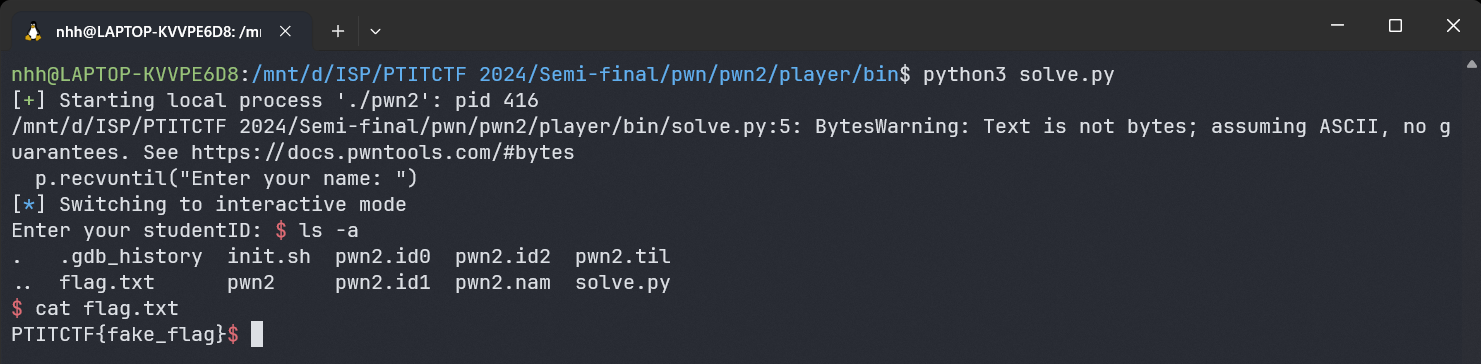 nhh@LAPTOP-KVVPE6D8: /mn
nhh@LAPTOP-KVVPE6D8:/mnt/d/ISP/PTITCTF 2024/Semi-final/pwn/pwn2/player/bin$ python3 solve.py
[+] Starting local process './pwn2': pid 416
/mnt/d/ISP/PTITCTF 2024/Semi-final/pwn/pwn2/player/bin/solve.py:5: BytesWarning: Text is not bytes; assuming ASCII, no g
uarantees. See https://docs.pwntools.com/#bytes
  p.recvuntil("Enter your name: ")
[*] Switching to interactive mode
Enter your studentID: $ ls -a
.   .gdb_history  init.sh  pwn2.id0  pwn2.id2  pwn2.til
..  flag.txt      pwn2     pwn2.id1  pwn2.nam  solve.py
$ cat flag.txt
PTITCTF{fake_flag}$